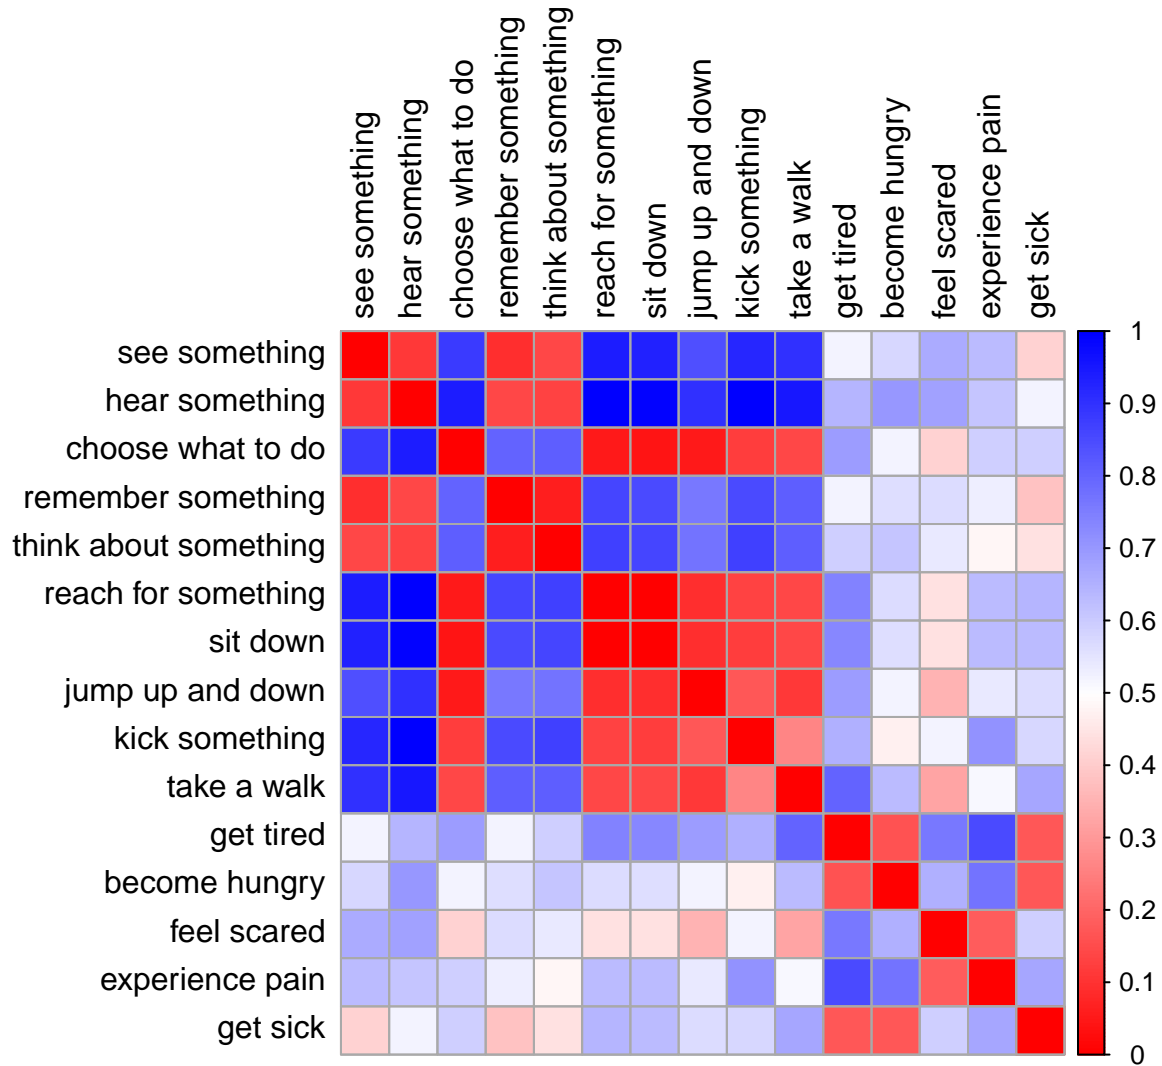 see something
hear something
choose what to do
remember something
think about something
reach for something
sit down
jump up and down
kick something
take a walk
get tired
become hungry
feel scared
experience pain
get sick
see something
hear something
choose what to do
remember something
think about something
reach for something
sit down
jump up and down
kick something
take a walk
get tired
become hungry
feel scared
experience pain
get sick
1
0.9
0.8
0.7
0.6
0.5
0.4
0.3
0.2
0.1
0